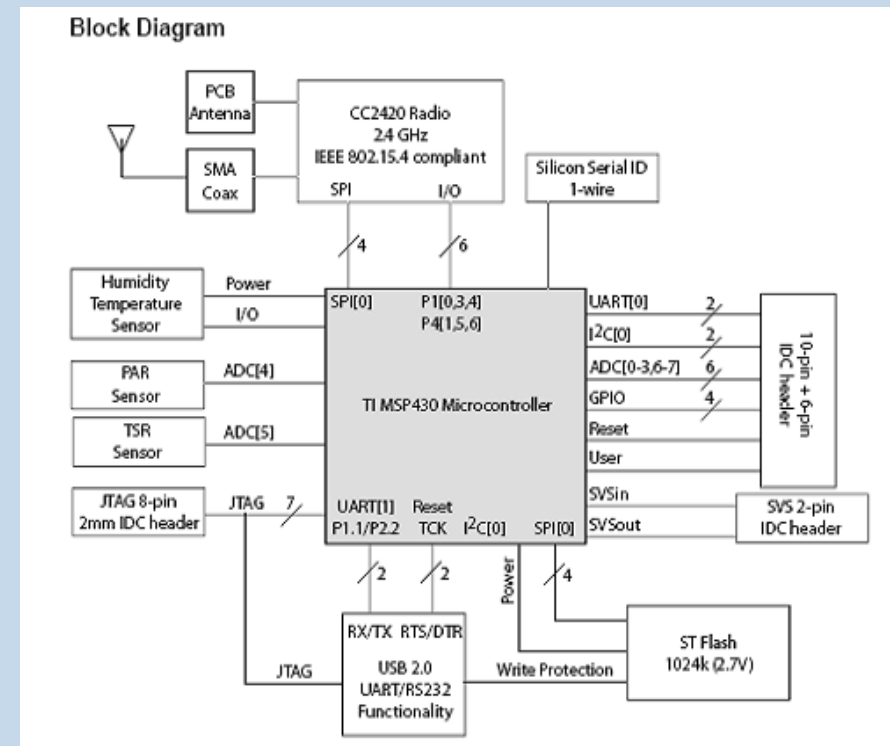 Block Diagram
PCB
Antenna
CC2420 Radio
2.4 GHz
IEEE 802.15.4 compliant
SPI I/O
SMA
Coax
Silicon Serial ID
1-wire
4
6
Humidity
Temperature
Sensor
Power
I/O
SPI[0] P1[0,3,4]
P4[1,5,6]
UART[0] 2
I²C[0] 2
ADC[0-3,6-7] 6
GPIO 4
Reset
User
10-pin + 6-pin
IDC header
PAR
Sensor
ADC[4]
TI MSP430 Microcontroller
TSR
Sensor
ADC[5]
JTAG 8-pin
2mm IDC header
JTAG 7
UART[1] Reset
P1.1/P2.2 TCK I²C[0] SPI[0]
SVSin
SVSout
SVS 2-pin
IDC header
2
2
Power
4
RX/TX RTS/DTR
USB 2.0
UART/RS232
Functionality
JTAG
Write Protection
ST Flash
1024k (2.7V)